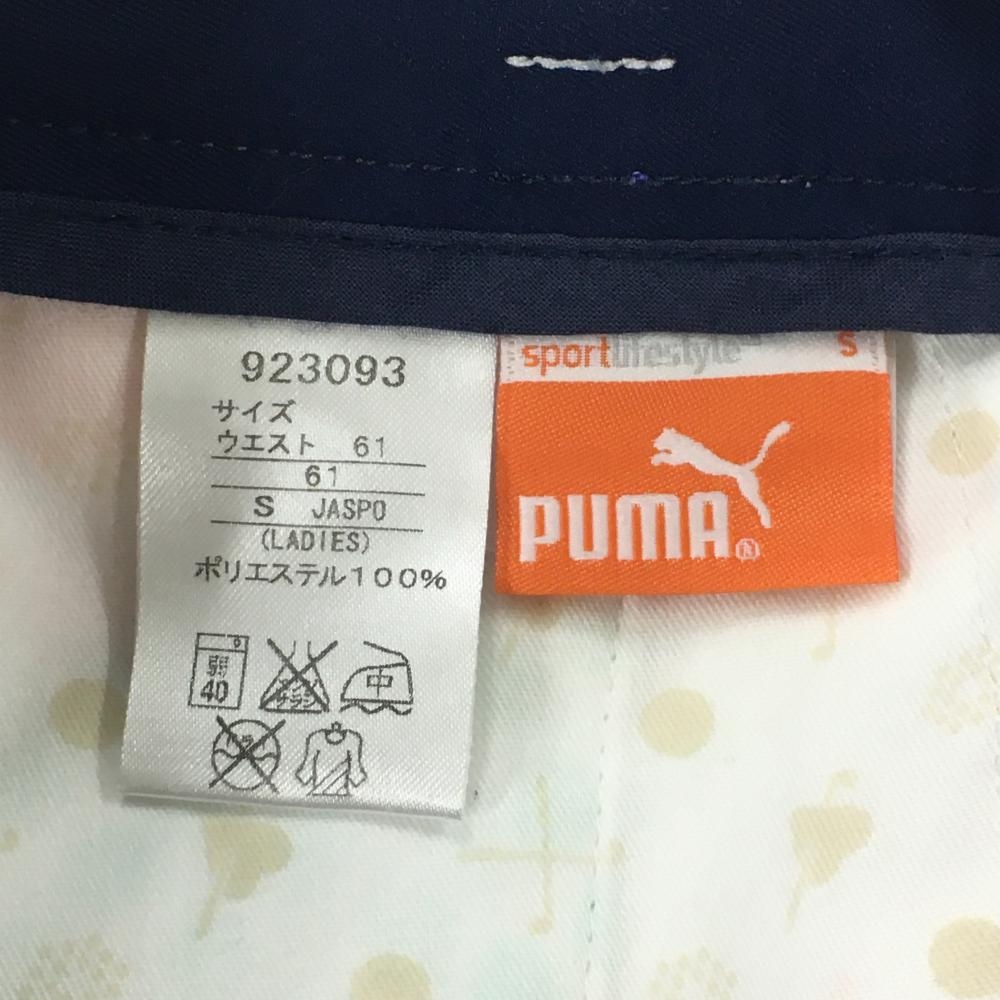 923093
サイズ
ウエスト 61
61
S JASPO
(LADIES)
ポリエステル100%
弱
40
中
sportlifestyle S
PUMA®